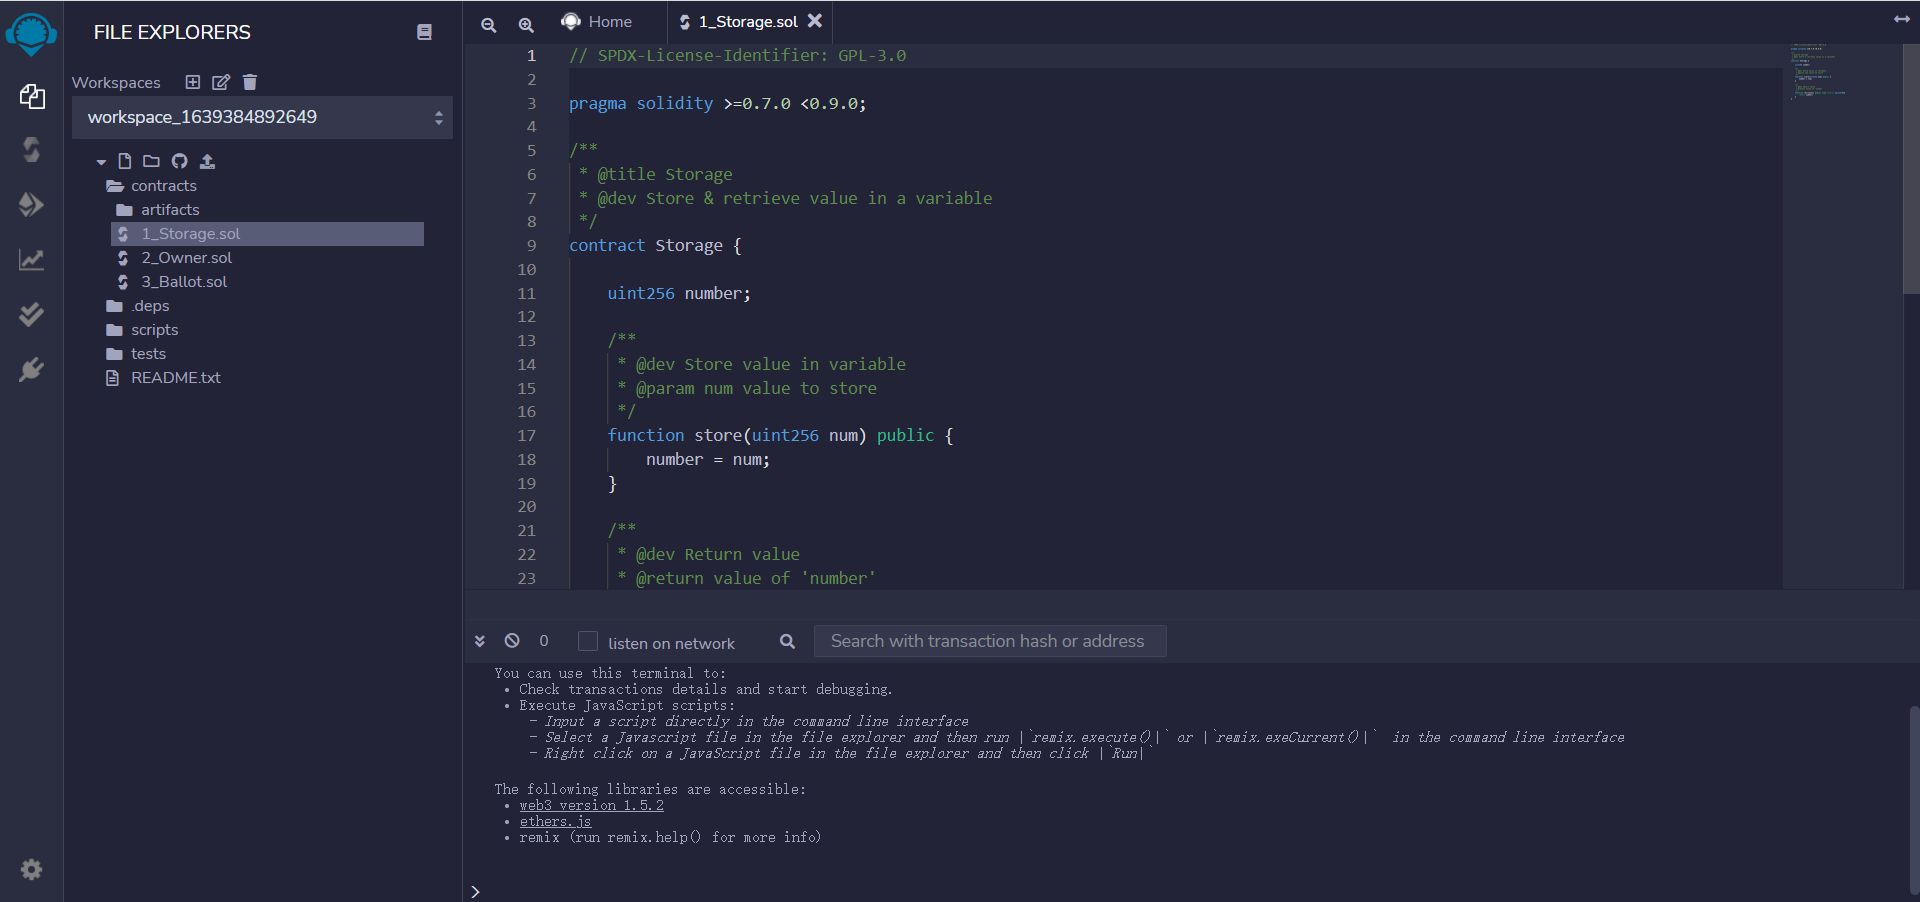 FILE EXPLORERS
Workspaces
workspace_1639384892649
contracts
artifacts
1_Storage.sol
2_Owner.sol
3_Ballot.sol
.deps
scripts
tests
README.txt
Home
1_Storage.sol
1 // SPDX-License-Identifier: GPL-3.0
2
3 pragma solidity >=0.7.0 <0.9.0;
4
5 /**
6 * @title Storage
7 * @dev Store & retrieve value in a variable
8 */
9 contract Storage {
10
11 uint256 number;
12
13 /**
14 * @dev Store value in variable
15 * @param num value to store
16 */
17 function store(uint256 num) public {
18 number = num;
19 }
20
21 /**
22 * @dev Return value
23 * @return value of 'number'
0
listen on network
Search with transaction hash or address
You can use this terminal to:
• Check transactions details and start debugging.
• Execute JavaScript scripts:
- Input a script directly in the command line interface
- Select a Javascript file in the file explorer and then run |`remix.execute()|` or |`remix.exeCurrent()|` in the command line interface
- Right click on a JavaScript file in the file explorer and then click |`Run|`
The following libraries are accessible:
• web3 version 1.5.2
• ethers.js
• remix (run remix.help() for more info)
>